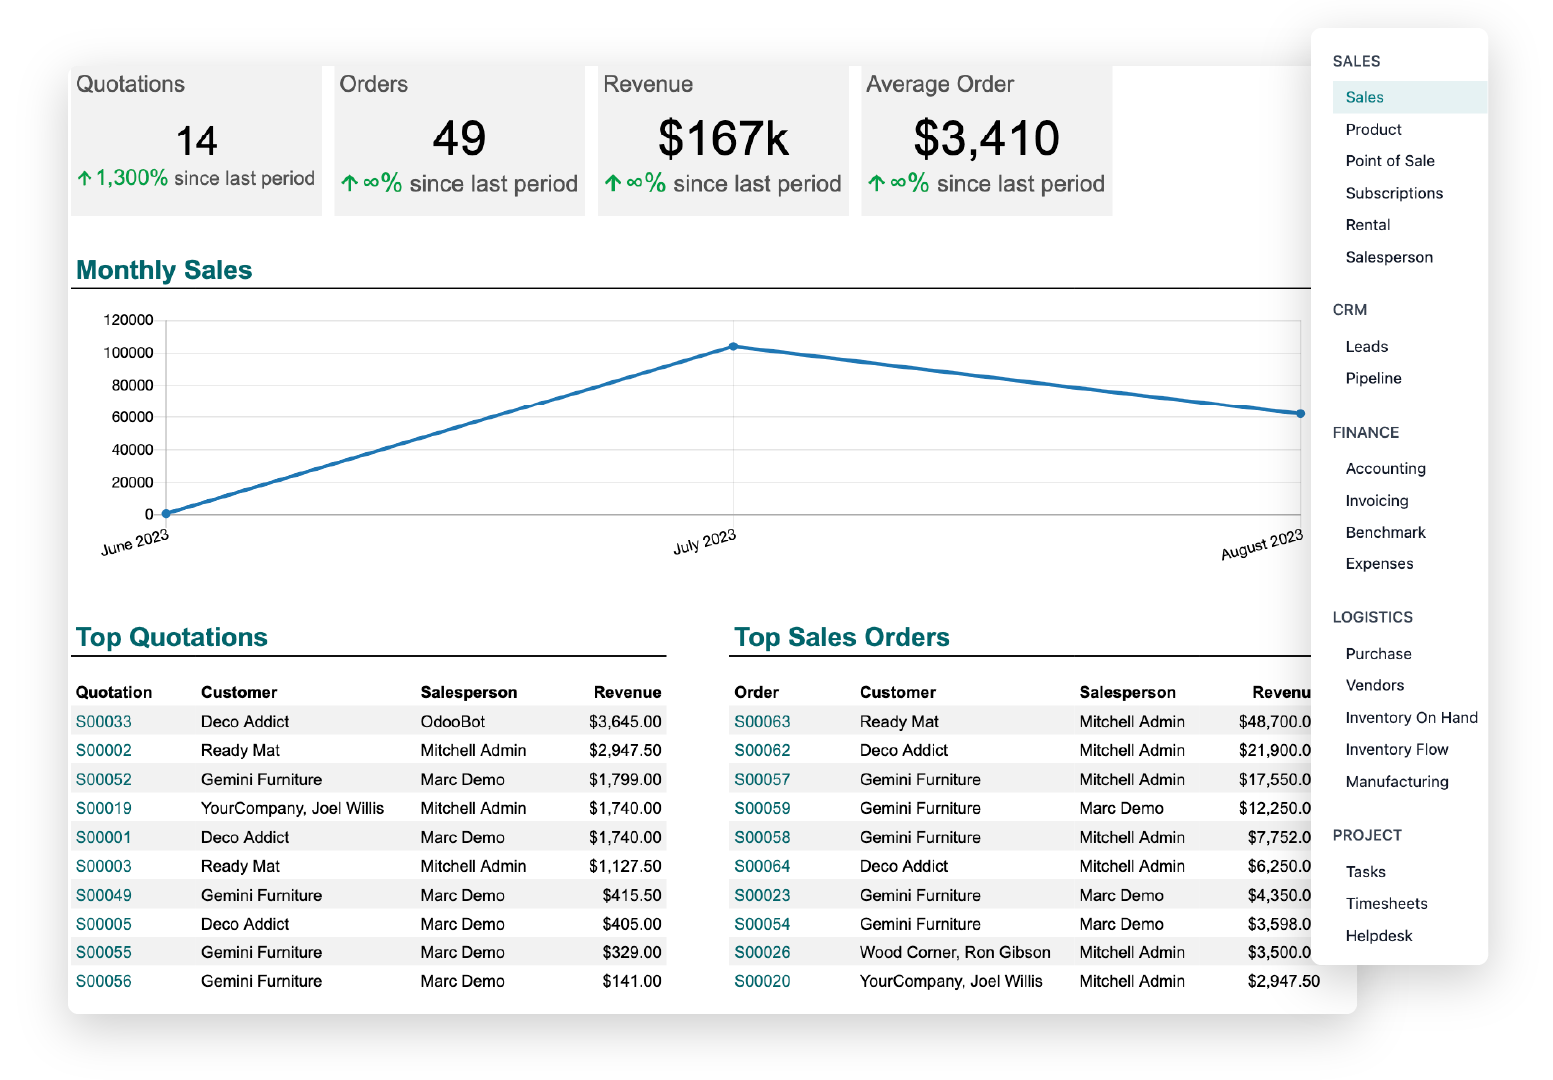 Quotations
14
↑ 1,300% since last period
Orders
49
↑ ∞% since last period
Revenue
$167k
↑ ∞% since last period
Average Order
$3,410
↑ ∞% since last period
Monthly Sales
120000
100000
80000
60000
40000
20000
0
June 2023
July 2023
August 2023
Top Quotations
Quotation Customer Salesperson Revenue
S00033 Deco Addict OdooBot $3,645.00
S00002 Ready Mat Mitchell Admin $2,947.50
S00052 Gemini Furniture Marc Demo $1,799.00
S00019 YourCompany, Joel Willis Mitchell Admin $1,740.00
S00001 Deco Addict Marc Demo $1,740.00
S00003 Ready Mat Mitchell Admin $1,127.50
S00049 Gemini Furniture Marc Demo $415.50
S00005 Deco Addict Marc Demo $405.00
S00055 Gemini Furniture Marc Demo $329.00
S00056 Gemini Furniture Marc Demo $141.00
Top Sales Orders
Order Customer Salesperson Revenu
S00063 Ready Mat Mitchell Admin $48,700.0
S00062 Deco Addict Mitchell Admin $21,900.0
S00057 Gemini Furniture Mitchell Admin $17,550.0
S00059 Gemini Furniture Marc Demo $12,250.0
S00058 Gemini Furniture Mitchell Admin $7,752.0
S00064 Deco Addict Mitchell Admin $6,250.0
S00023 Gemini Furniture Marc Demo $4,350.0
S00054 Gemini Furniture Marc Demo $3,598.0
S00026 Wood Corner, Ron Gibson Mitchell Admin $3,500.0
S00020 YourCompany, Joel Willis Mitchell Admin $2,947.50
SALES
Sales
Product
Point of Sale
Subscriptions
Rental
Salesperson
CRM
Leads
Pipeline
FINANCE
Accounting
Invoicing
Benchmark
Expenses
LOGISTICS
Purchase
Vendors
Inventory On Hand
Inventory Flow
Manufacturing
PROJECT
Tasks
Timesheets
Helpdesk